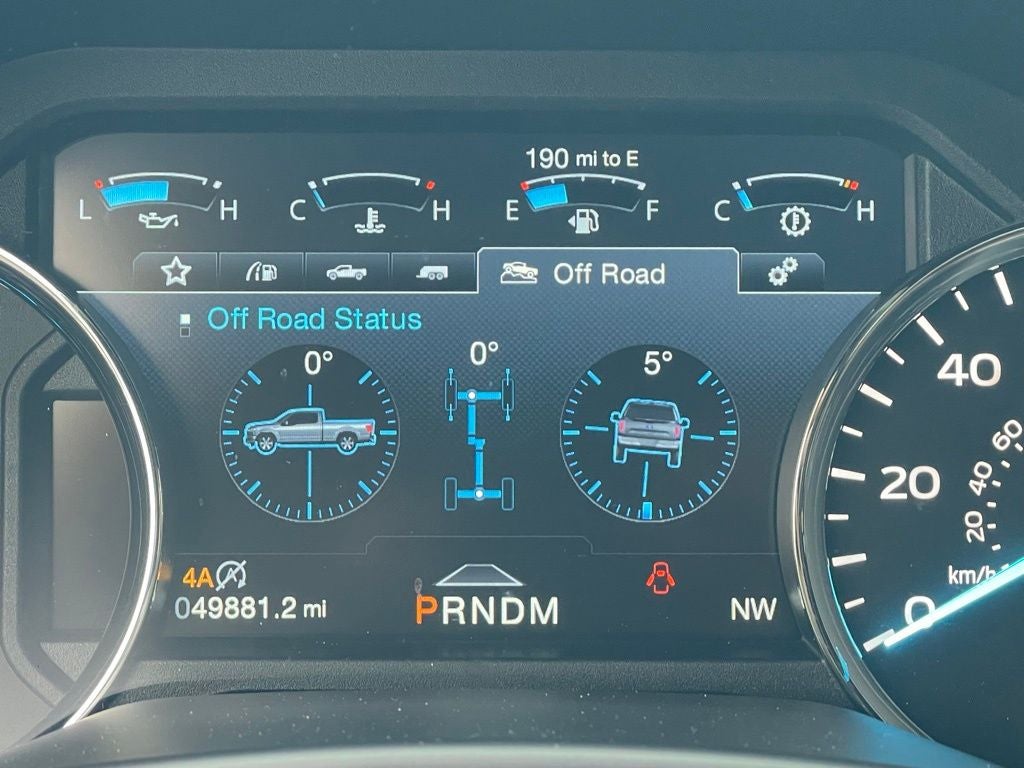 190 mi to E
L H C H E F C H
Off Road
Off Road Status
0° 0° 5°
4A
049881.2 mi
PRNDM
NW
40
20
0
60
40
20
km/h